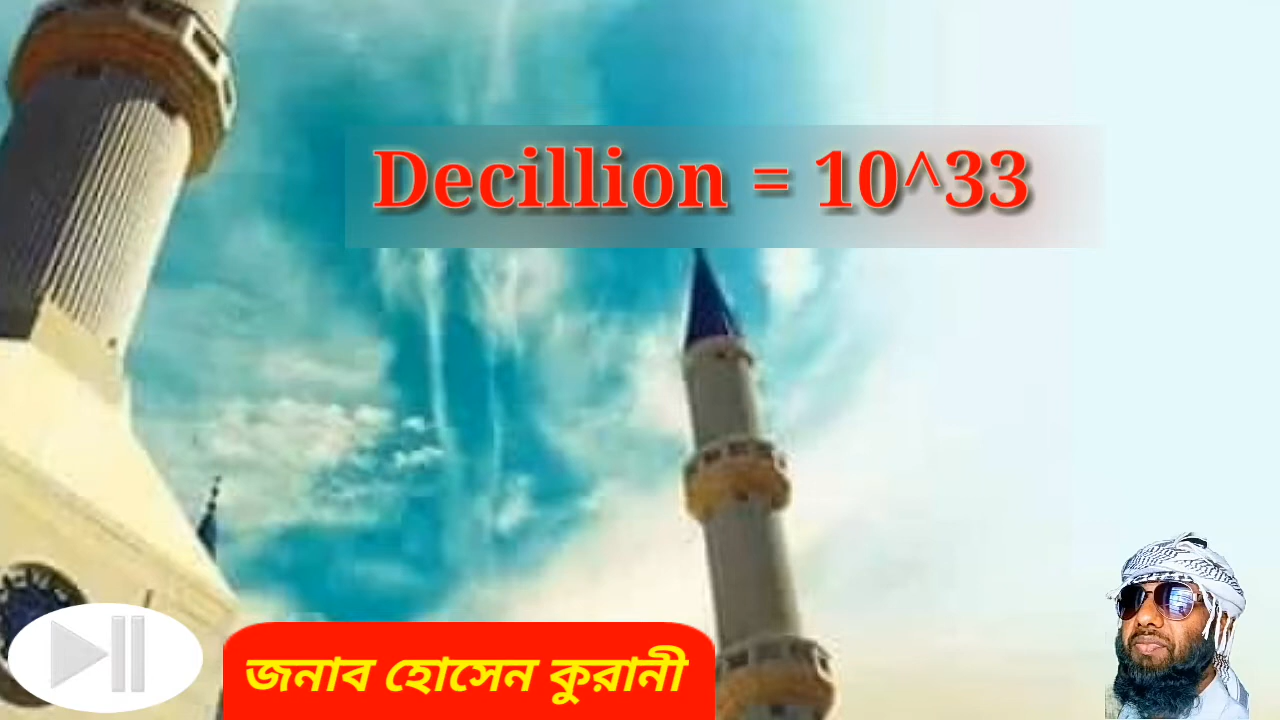 Decillion = 10^33
জনাব হোসেন কুরানী